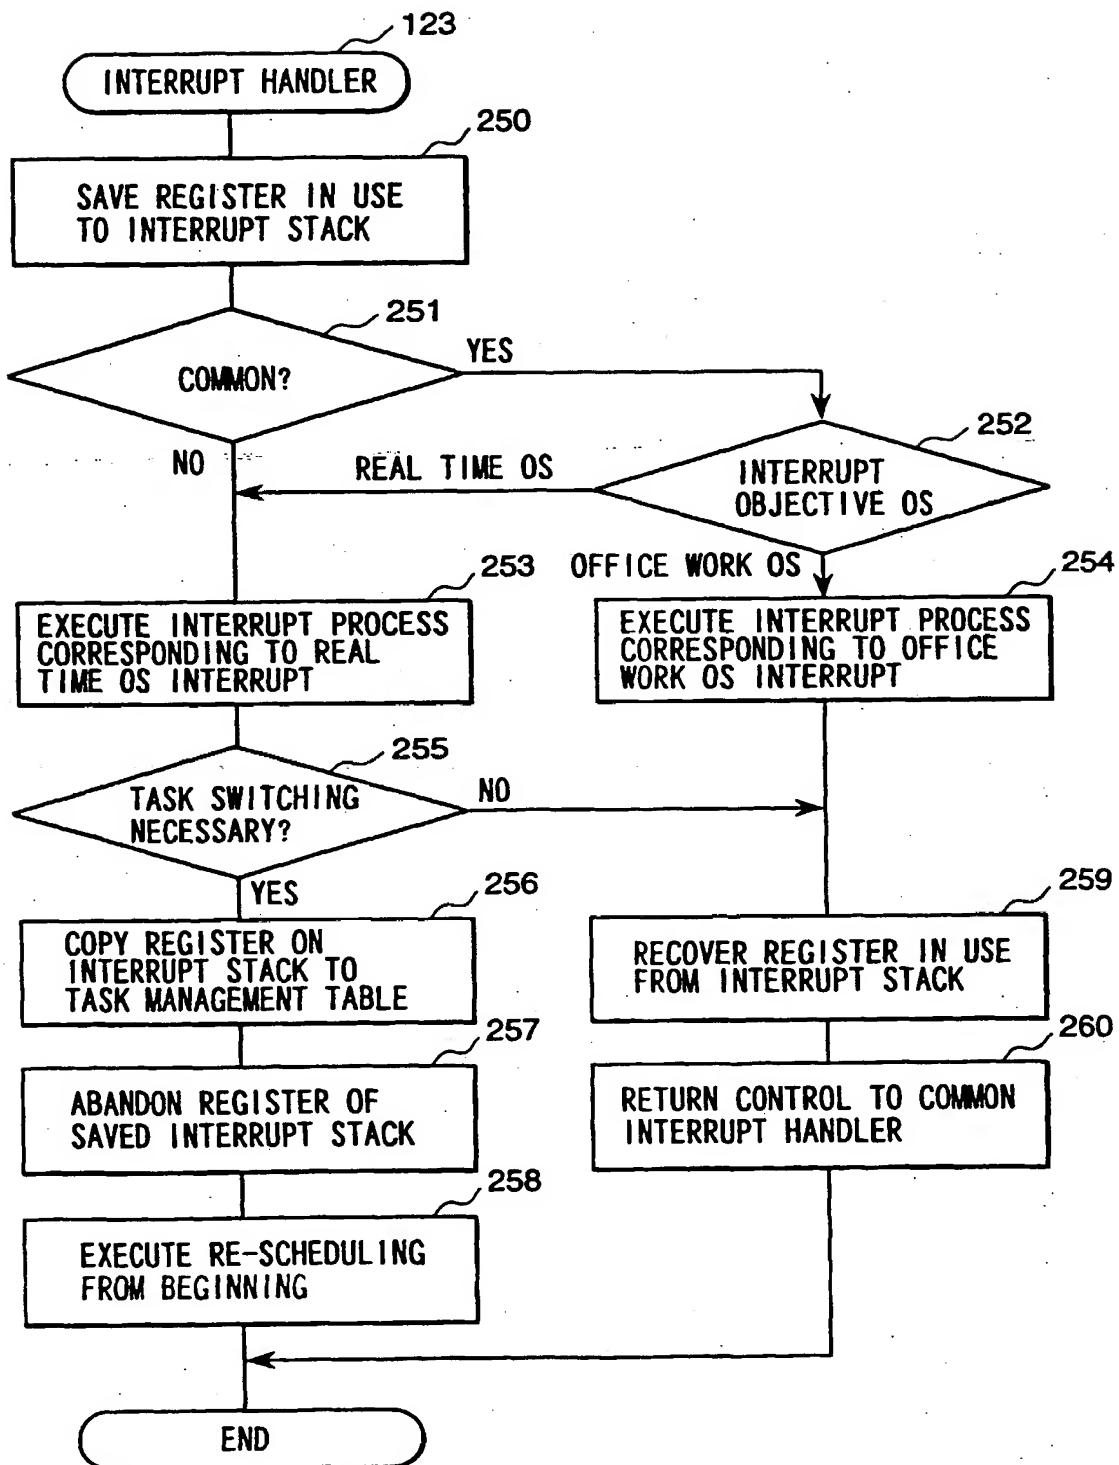 123
INTERRUPT HANDLER
250
SAVE REGISTER IN USE
TO INTERRUPT STACK
251
COMMON?
YES
NO
252
INTERRUPT
OBJECTIVE OS
REAL TIME OS
OFFICE WORK OS
253
EXECUTE INTERRUPT PROCESS
CORRESPONDING TO REAL
TIME OS INTERRUPT
254
EXECUTE INTERRUPT PROCESS
CORRESPONDING TO OFFICE
WORK OS INTERRUPT
255
TASK SWITCHING
NECESSARY?
NO
YES
256
COPY REGISTER ON
INTERRUPT STACK TO
TASK MANAGEMENT TABLE
257
ABANDON REGISTER OF
SAVED INTERRUPT STACK
258
EXECUTE RE-SCHEDULING
FROM BEGINNING
259
RECOVER REGISTER IN USE
FROM INTERRUPT STACK
260
RETURN CONTROL TO COMMON
INTERRUPT HANDLER
END